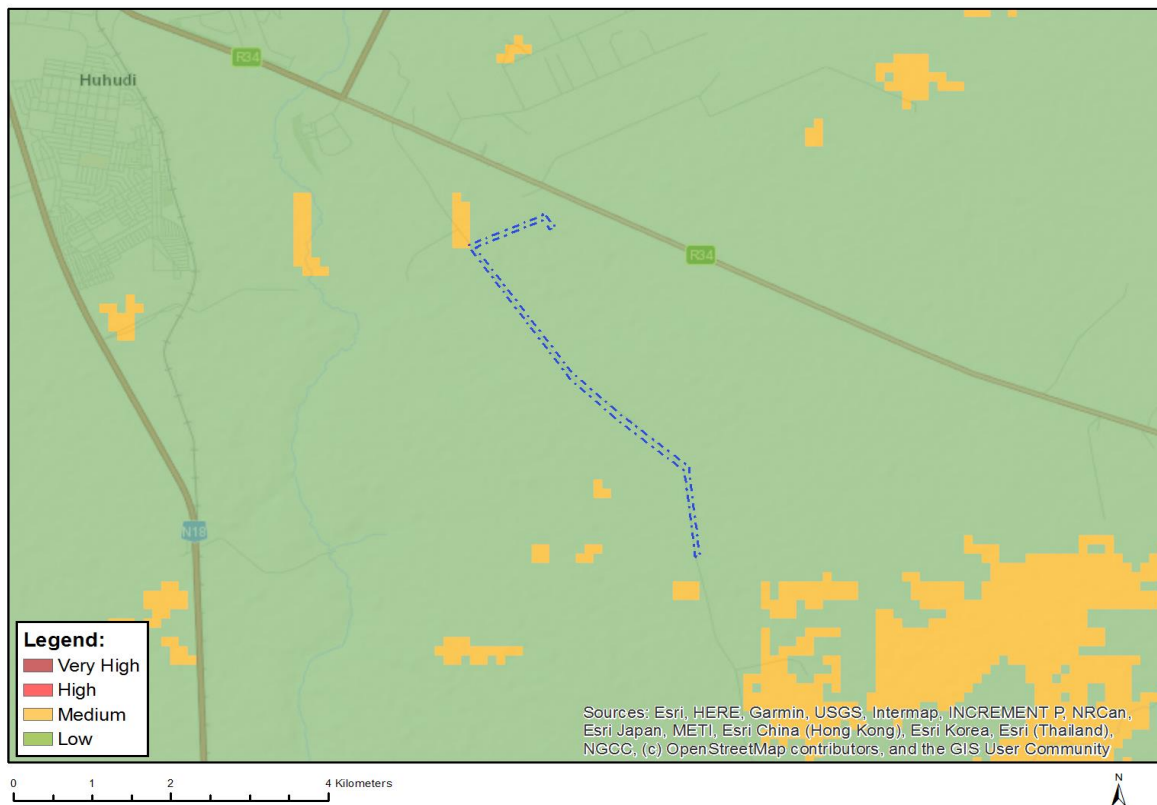 R34
Huhudi
R34
N18
Legend:
Very High
High
Medium
Low
Sources: Esri, HERE, Garmin, USGS, Intermap, INCREMENT P, NRCan,
Esri Japan, METI, Esri China (Hong Kong), Esri Korea, Esri (Thailand),
NGCC, (c) OpenStreetMap contributors, and the GIS User Community
0 1 2 4 Kilometers
N